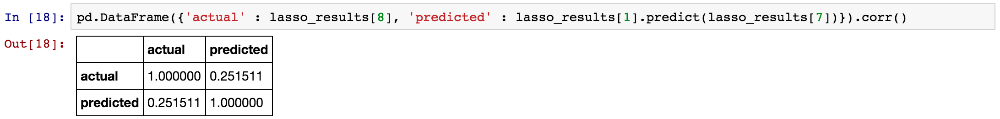 In [18]: pd.DataFrame({'actual' : lasso_results[8], 'predicted' : lasso_results[1].predict(lasso_results[7])}).corr()
Out[18]:
actual predicted
actual 1.000000 0.251511
predicted 0.251511 1.000000